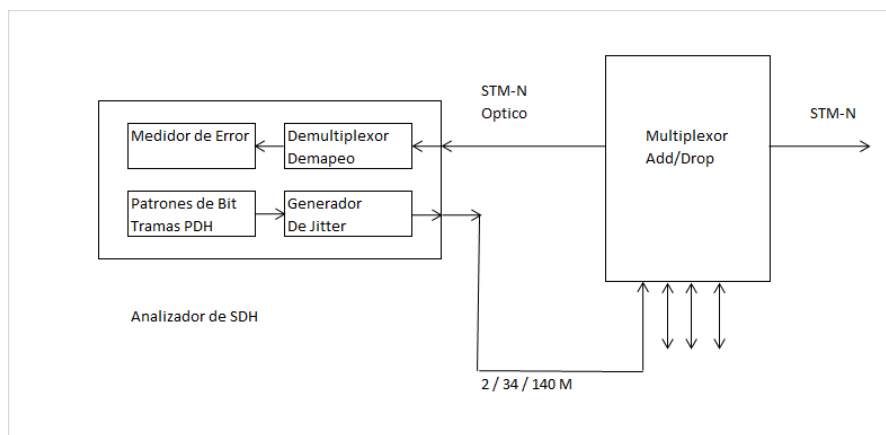 STM-N
Optico
STM-N
Medidor de Error
Demultiplexor
Demapeo
Multiplexor
Add/Drop
Patrones de Bit
Tramas PDH
Generador
De Jitter
Analizador de SDH
2 / 34 / 140 M